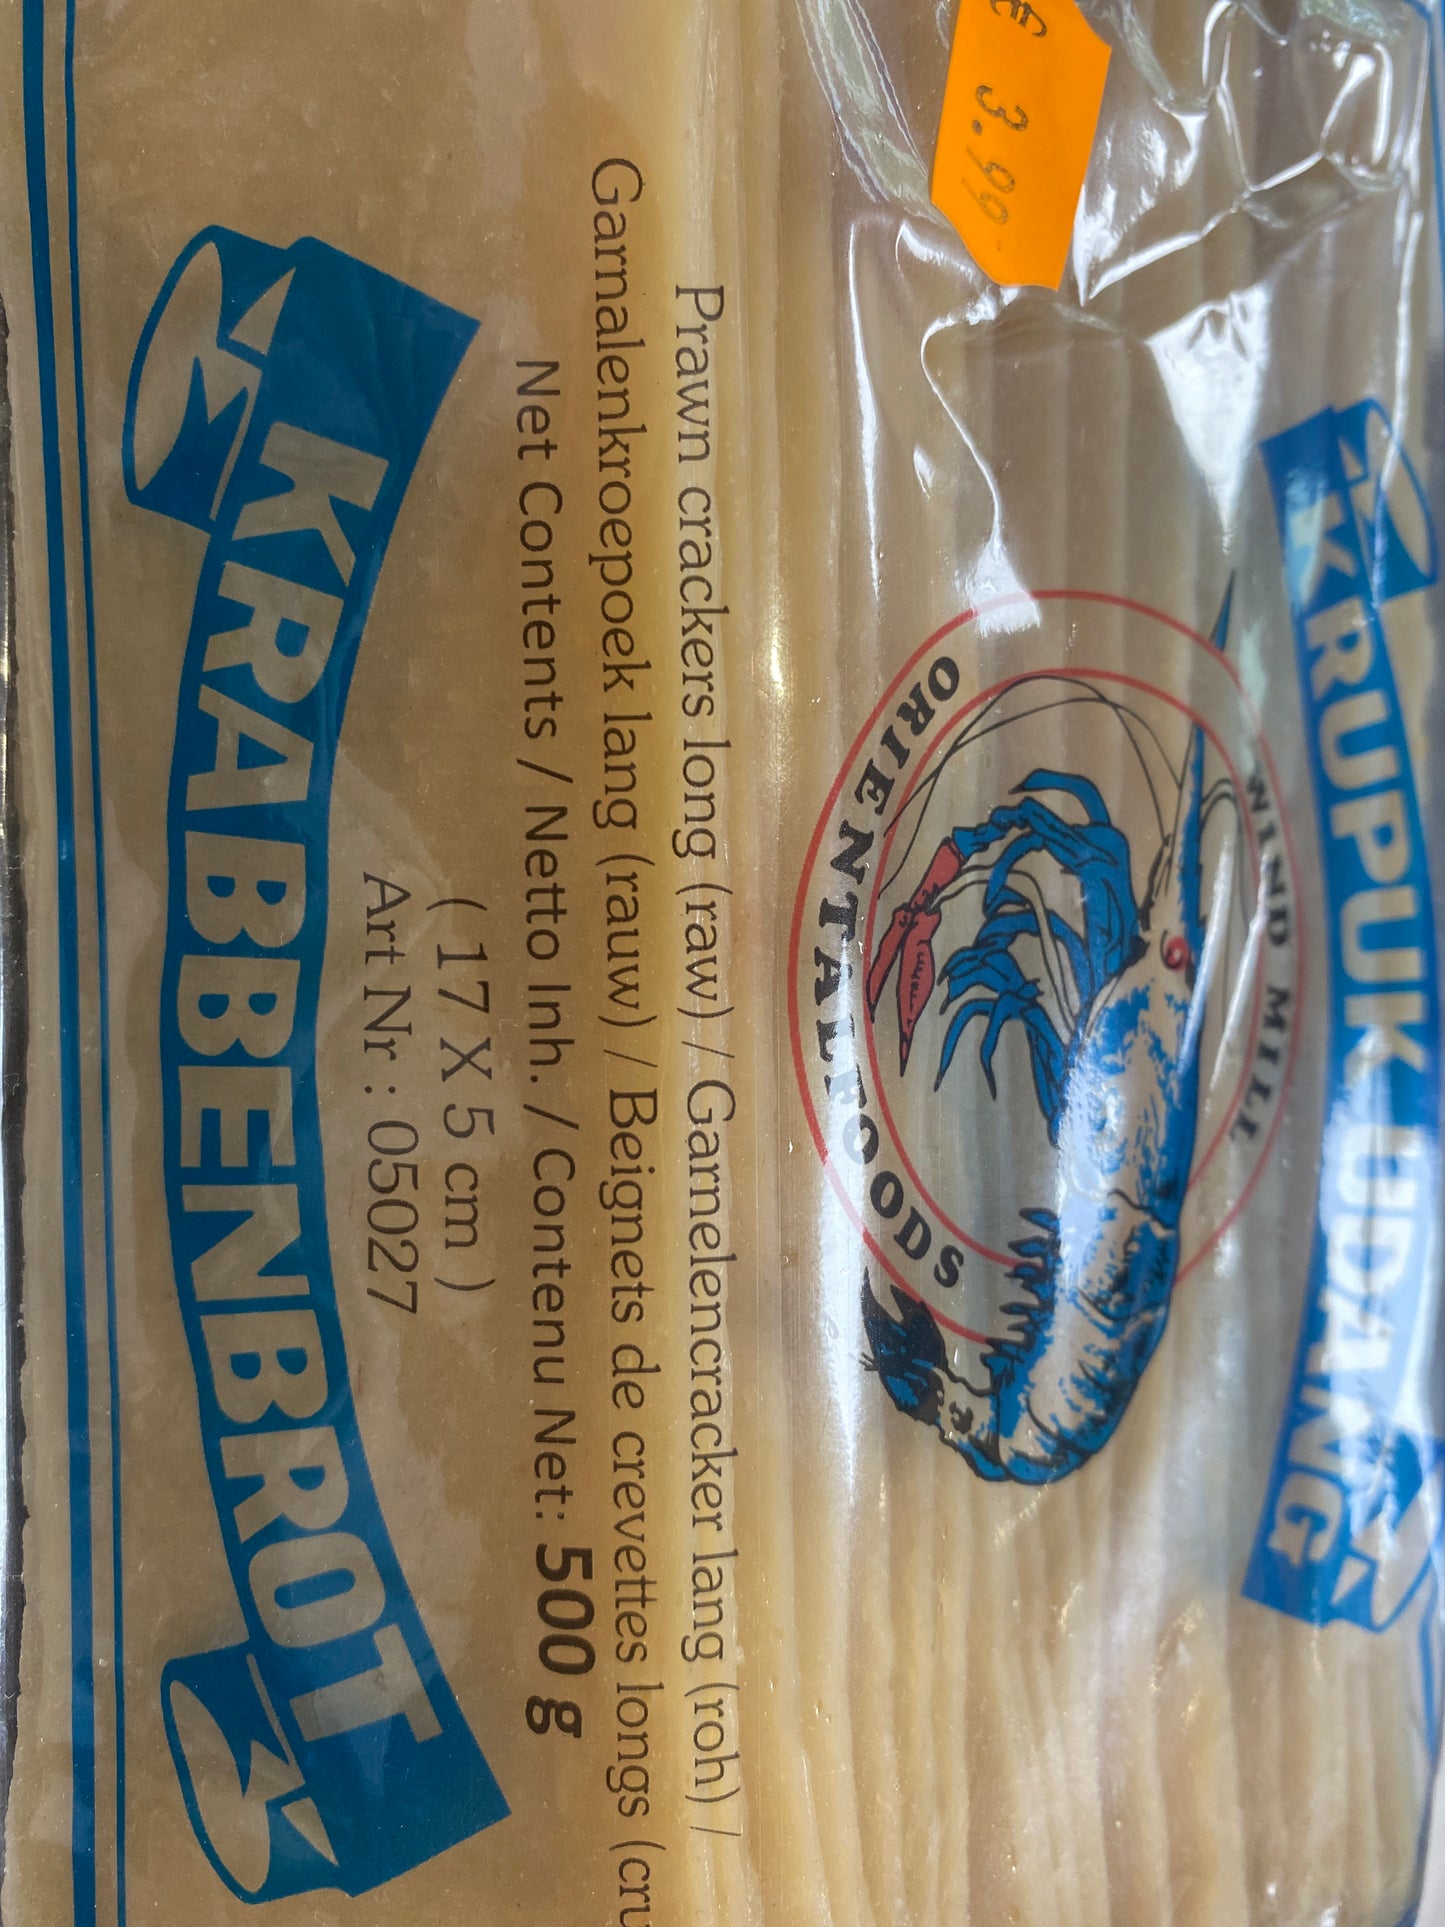 € 3.99
KRUPUK UDANG
WIND MILL
ORIENTAL FOODS
Prawn crackers long (raw) / Garnelencracker lang (roh) /
Garnalenkroepoek lang (rauw) / Beignets de crevettes longs (cru
Net Contents / Netto Inh. / Contenu Net: 500 g
( 17 X 5 cm )
Art Nr : 05027
KRABBENBROT